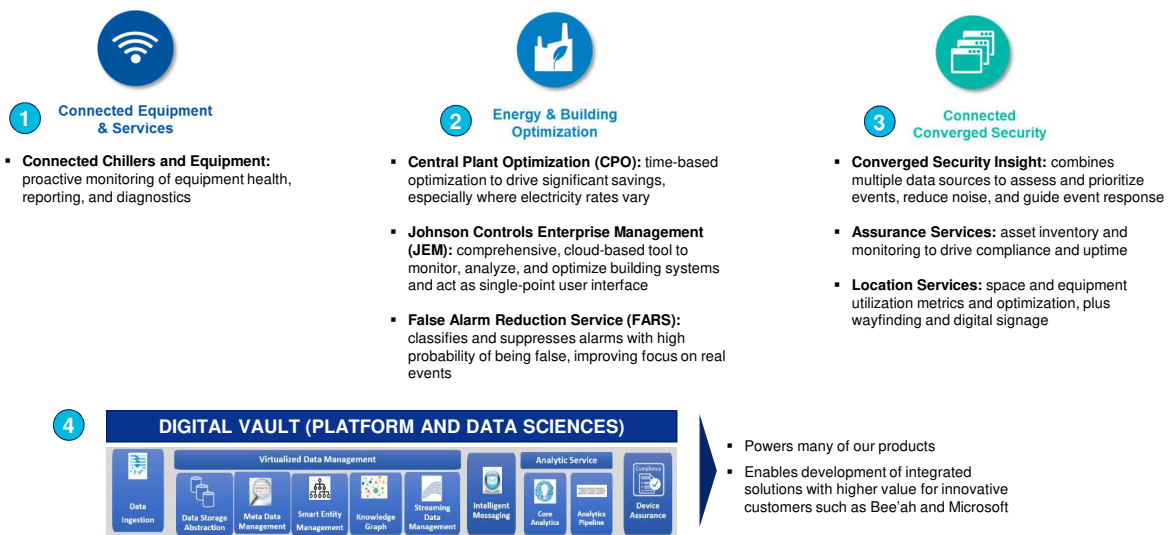 1
Connected Equipment
& Services
▪ Connected Chillers and Equipment:
proactive monitoring of equipment health,
reporting, and diagnostics
2
Energy & Building
Optimization
▪ Central Plant Optimization (CPO): time-based
optimization to drive significant savings,
especially where electricity rates vary
▪ Johnson Controls Enterprise Management
(JEM): comprehensive, cloud-based tool to
monitor, analyze, and optimize building systems
and act as single-point user interface
▪ False Alarm Reduction Service (FARS):
classifies and suppresses alarms with high
probability of being false, improving focus on real
events
3
Connected
Converged Security
▪ Converged Security Insight: combines
multiple data sources to assess and prioritize
events, reduce noise, and guide event response
▪ Assurance Services: asset inventory and
monitoring to drive compliance and uptime
▪ Location Services: space and equipment
utilization metrics and optimization, plus
wayfinding and digital signage
4
DIGITAL VAULT (PLATFORM AND DATA SCIENCES)
Data
Ingestion
Virtualized Data Management
Data Storage
Abstraction
Meta Data
Management
Smart Entity
Management
Knowledge
Graph
Streaming
Data
Management
Intelligent
Messaging
Analytic Service
Core
Analytics
Analytics
Pipeline
Compliance
Device
Assurance
▪ Powers many of our products
▪ Enables development of integrated
solutions with higher value for innovative
customers such as Bee'ah and Microsoft